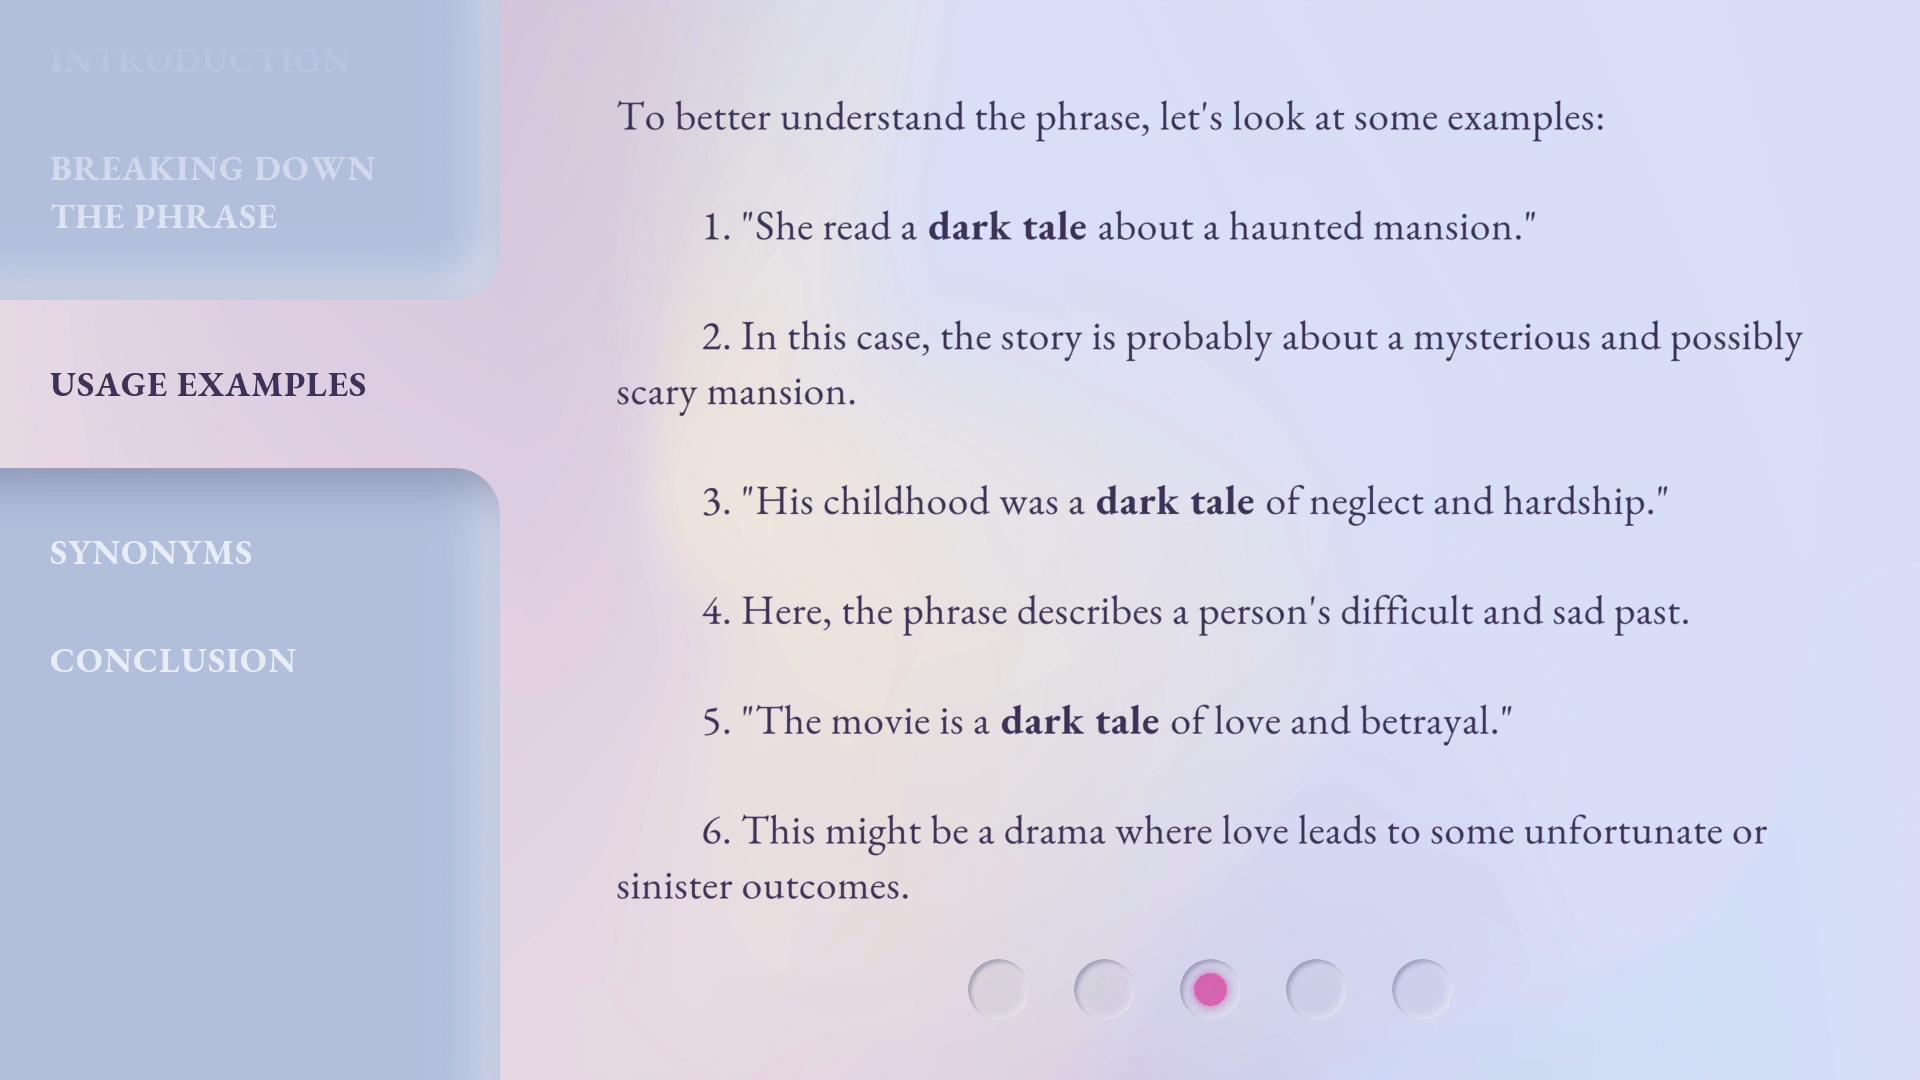 INTRODUCTION
BREAKING DOWN
THE PHRASE
USAGE EXAMPLES
SYNONYMS
CONCLUSION
To better understand the phrase, let's look at some examples:
1. "She read a dark tale about a haunted mansion."
2. In this case, the story is probably about a mysterious and possibly
scary mansion.
3. "His childhood was a dark tale of neglect and hardship."
4. Here, the phrase describes a person's difficult and sad past.
5. "The movie is a dark tale of love and betrayal."
6. This might be a drama where love leads to some unfortunate or
sinister outcomes.